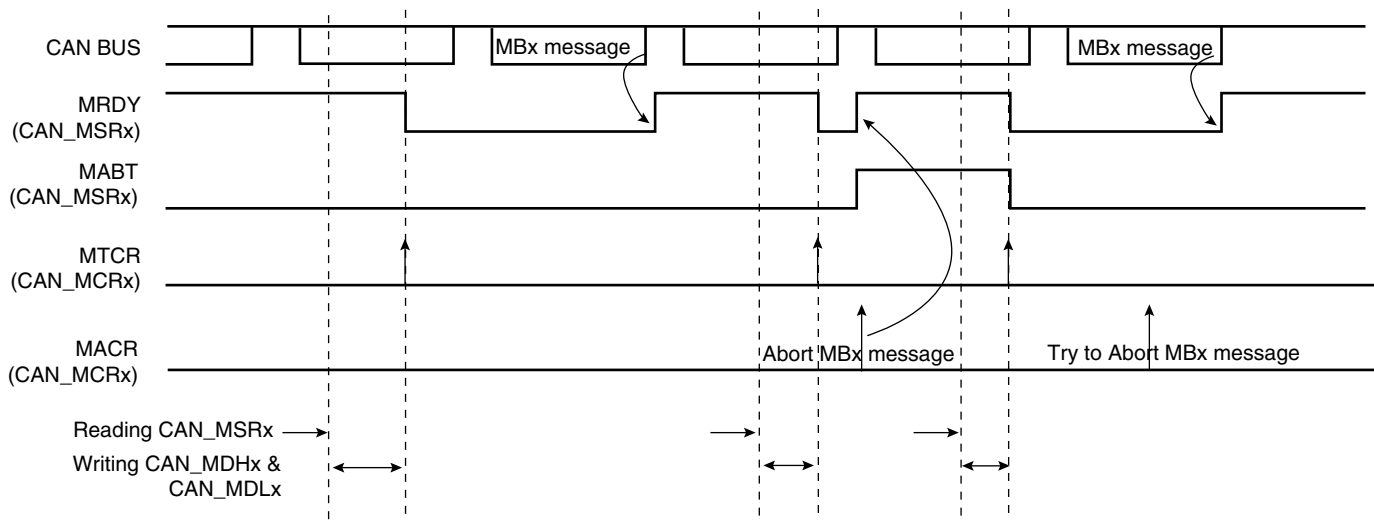 CAN BUS
MBx message
MBx message
MRDY
(CAN_MSRx)
MABT
(CAN_MSRx)
MTCR
(CAN_MCRx)
MACR
(CAN_MCRx)
Abort MBx message
Try to Abort MBx message
Reading CAN_MSRx
Writing CAN_MDHx &
CAN_MDLx